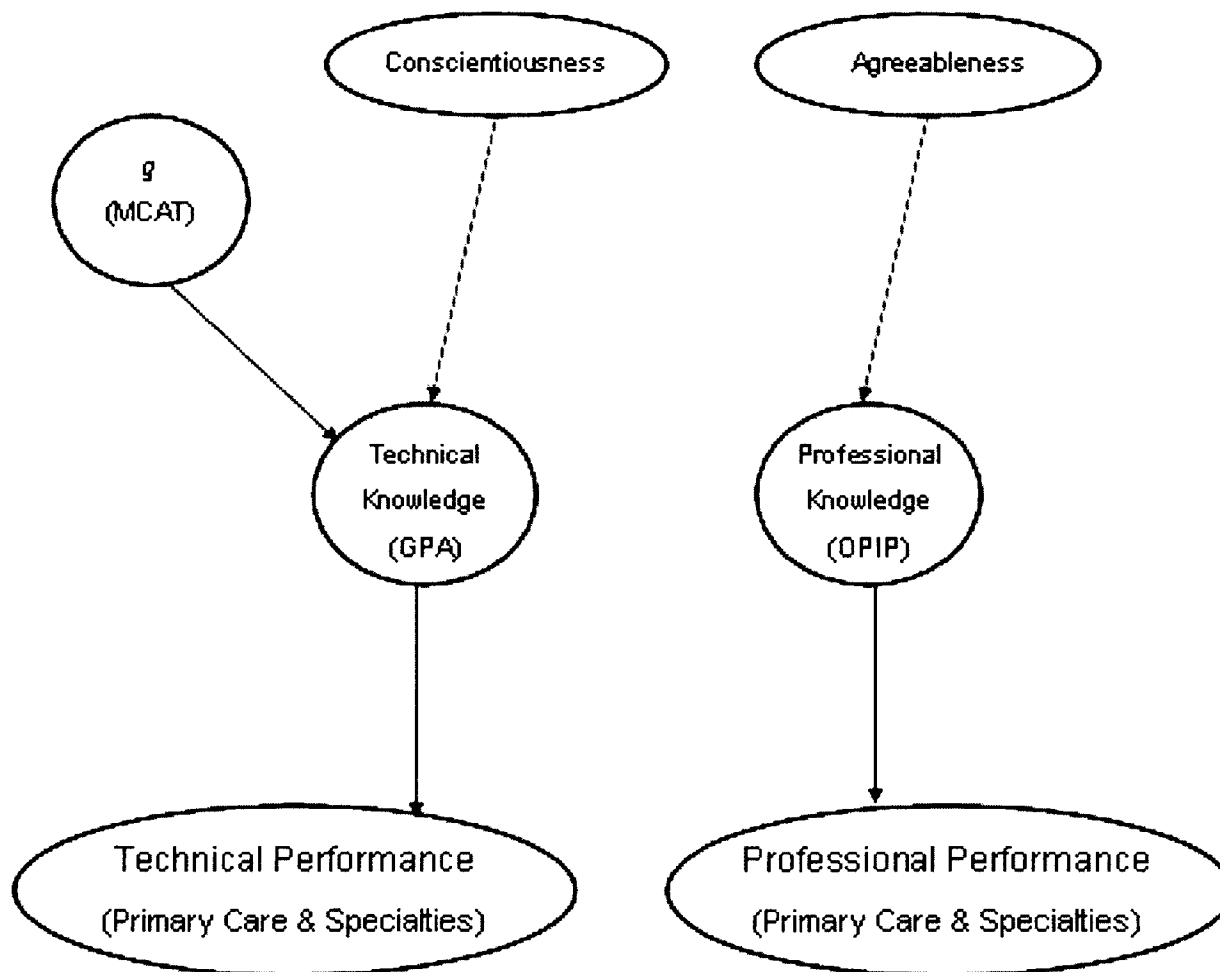 Conscientiousness
Agreeableness
g
(MCAT)
Technical
Knowledge
(GPA)
Professional
Knowledge
(OPIP)
Technical Performance
(Primary Care & Specialties)
Professional Performance
(Primary Care & Specialties)